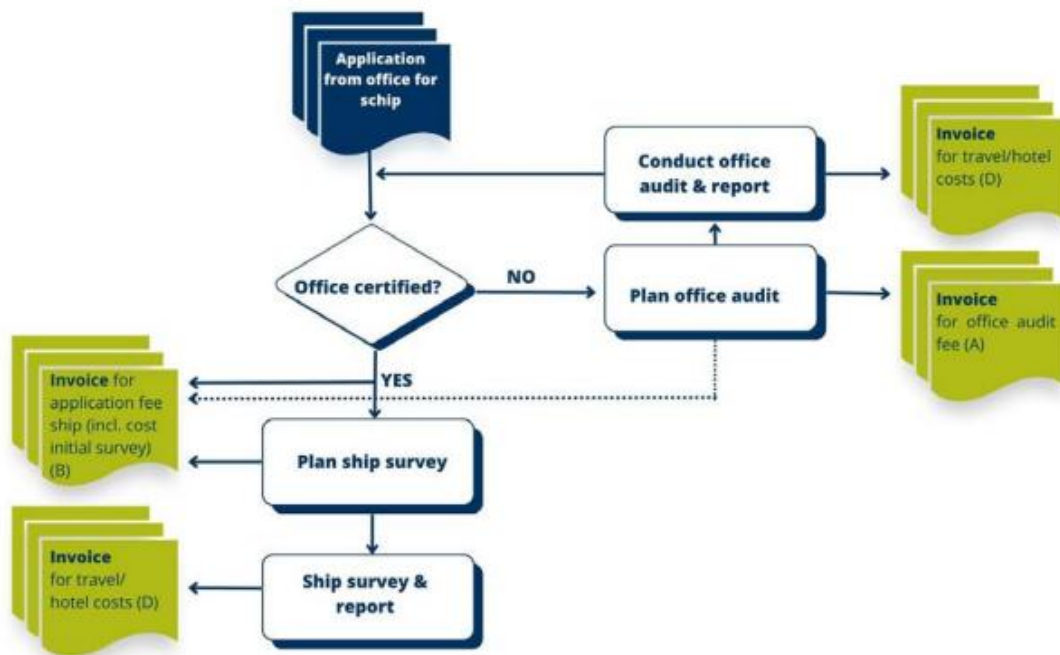 Application
from office for
schip
Conduct office
audit & report
Invoice
for travel/hotel
costs (D)
Office certified?
NO
Plan office audit
Invoice
for office audit
fee (A)
YES
Invoice for
application fee
ship (incl. cost
initial survey)
(B)
Plan ship survey
Invoice
for travel/
hotel costs (D)
Ship survey &
report